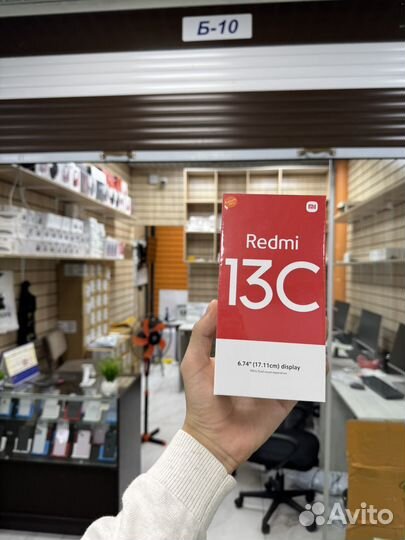 Б-10
mi
Redmi
13C
6.74" (17.11cm) display
Avito